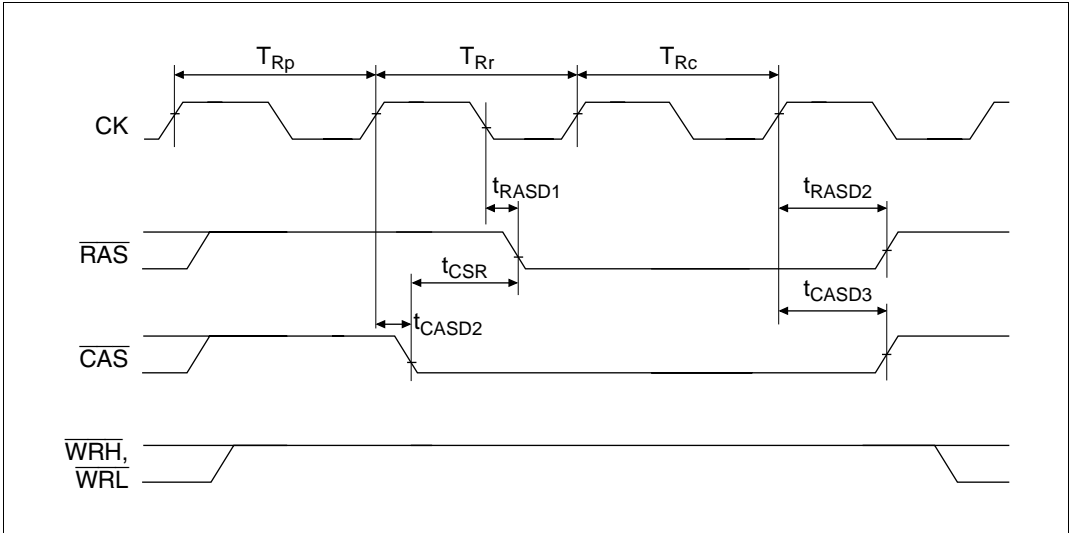 TRp TRr TRc
CK
tRASD1 tRASD2
RAS
tCSR
tCASD3
tCASD2
CAS
WRH,
WRL